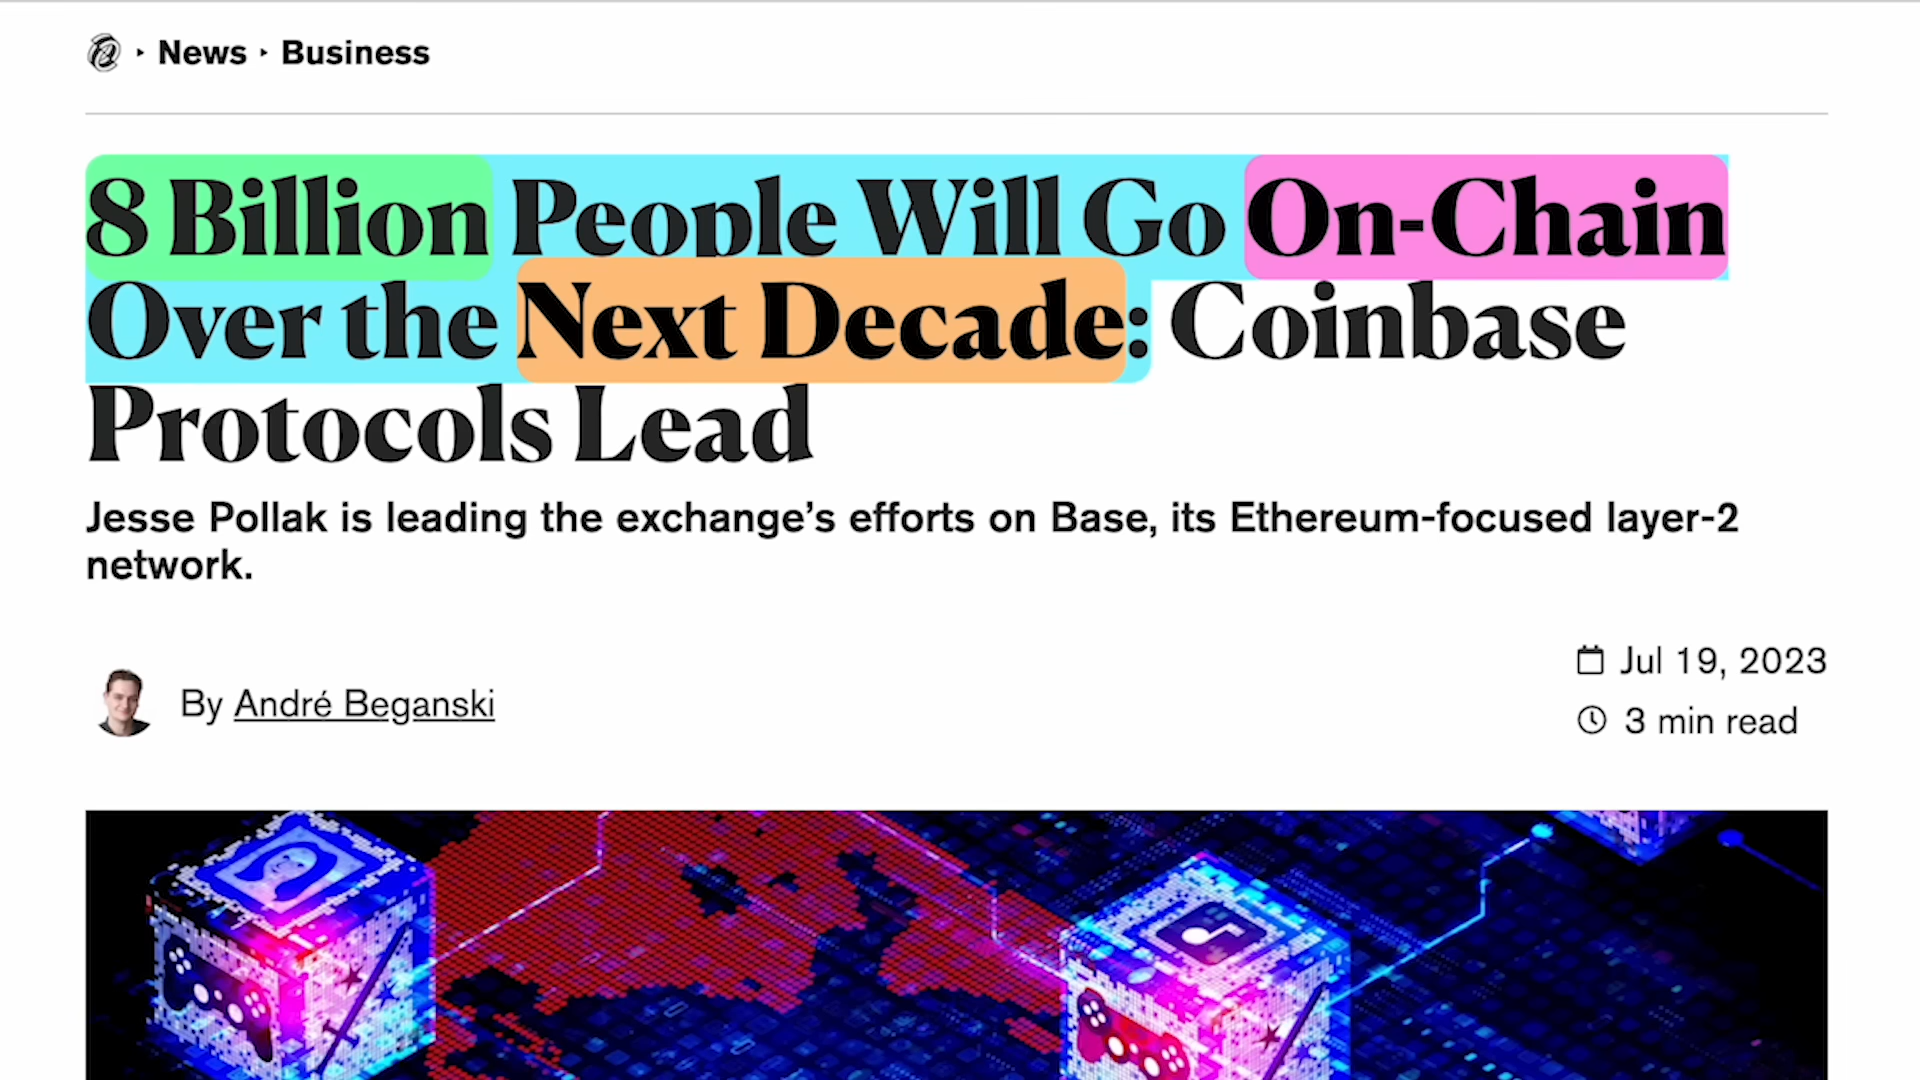 News ‣ Business
8 Billion People Will Go On-Chain
Over the Next Decade: Coinbase
Protocols Lead
Jesse Pollak is leading the exchange’s efforts on Base, its Ethereum-focused layer-2
network.
By André Beganski
Jul 19, 2023
3 min read